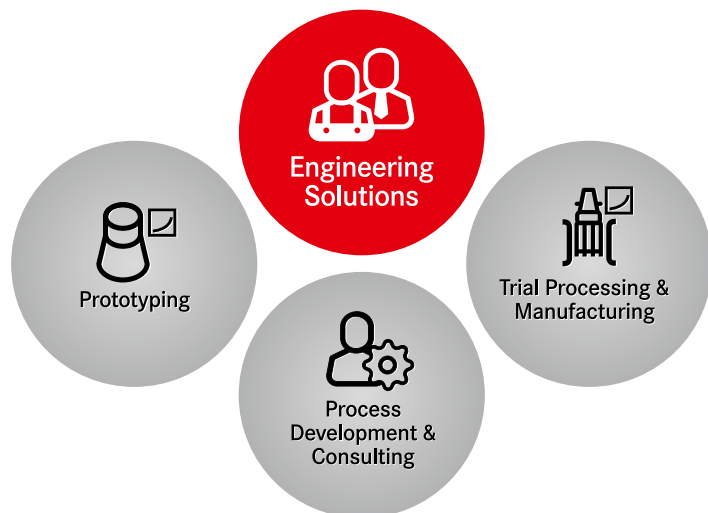 Engineering
Solutions
Prototyping
Trial Processing &
Manufacturing
Process
Development &
Consulting